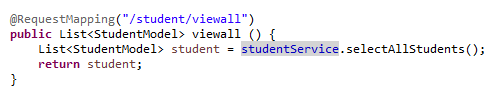 @RequestMapping("/student/viewall")
public List<StudentModel> viewall () {
    List<StudentModel> student = studentService.selectAllStudents();
    return student;
}